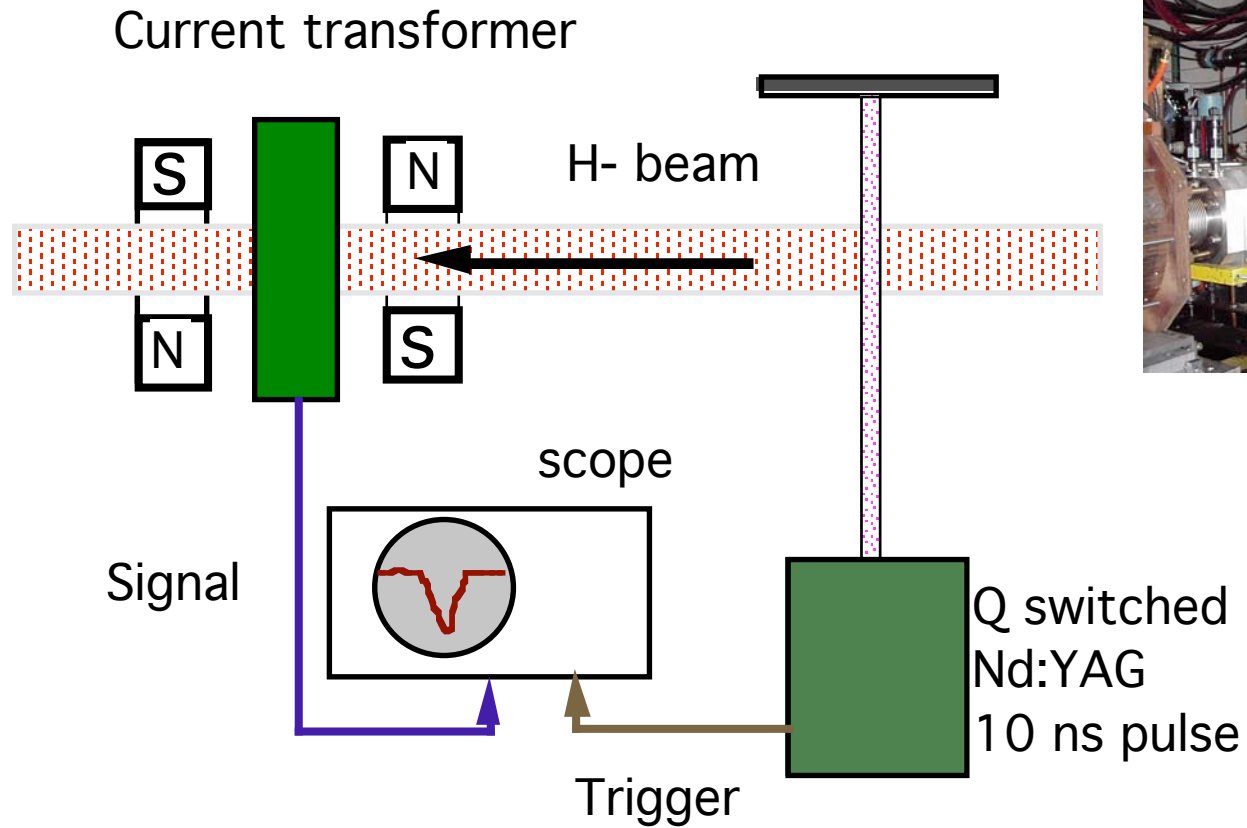 Current transformer
H- beam
S
N
N
S
scope
Signal
Q switched
Nd:YAG
10 ns pulse
Trigger